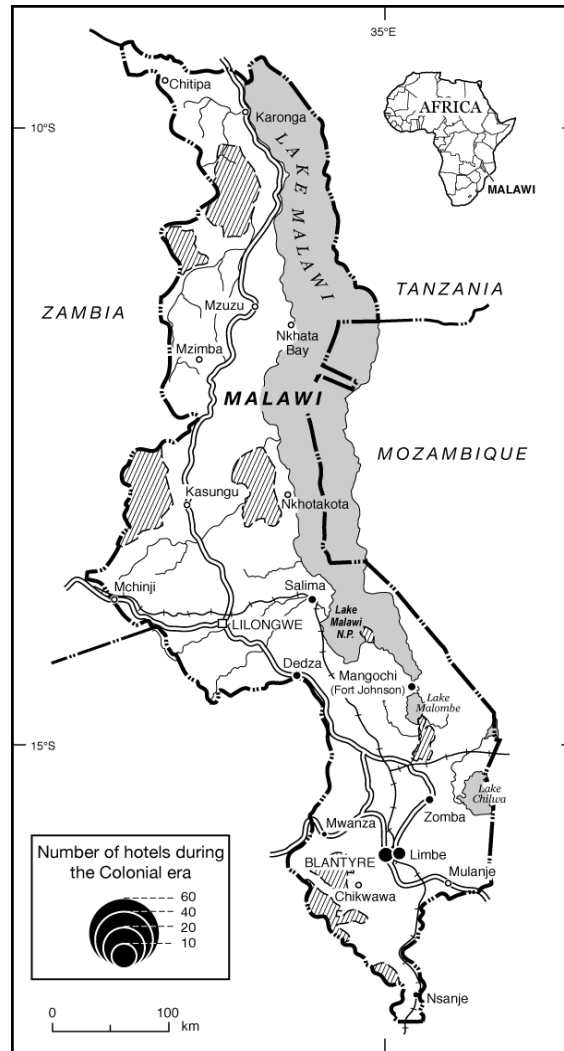 35°E
Chitipa
Karonga
10°S
AFRICA
MALAWI
LAKE MALAWI
TANZANIA
ZAMBIA
Mzuzu
Nkhata
Bay
Mzimba
MALAWI
MOZAMBIQUE
Kasungu
Nkhotakota
Mchinji
Salima
Lake
Malawi
N.P.
LILONGWE
Dedza
Mangochi
(Fort Johnson)
Lake
Malombe
15°S
Lake
Chilwa
Zomba
Mwanza
BLANTYRE
Limbe
Mulanje
Chikwawa
Nsanje
Number of hotels during
the Colonial era
60
40
20
10
0 100
km